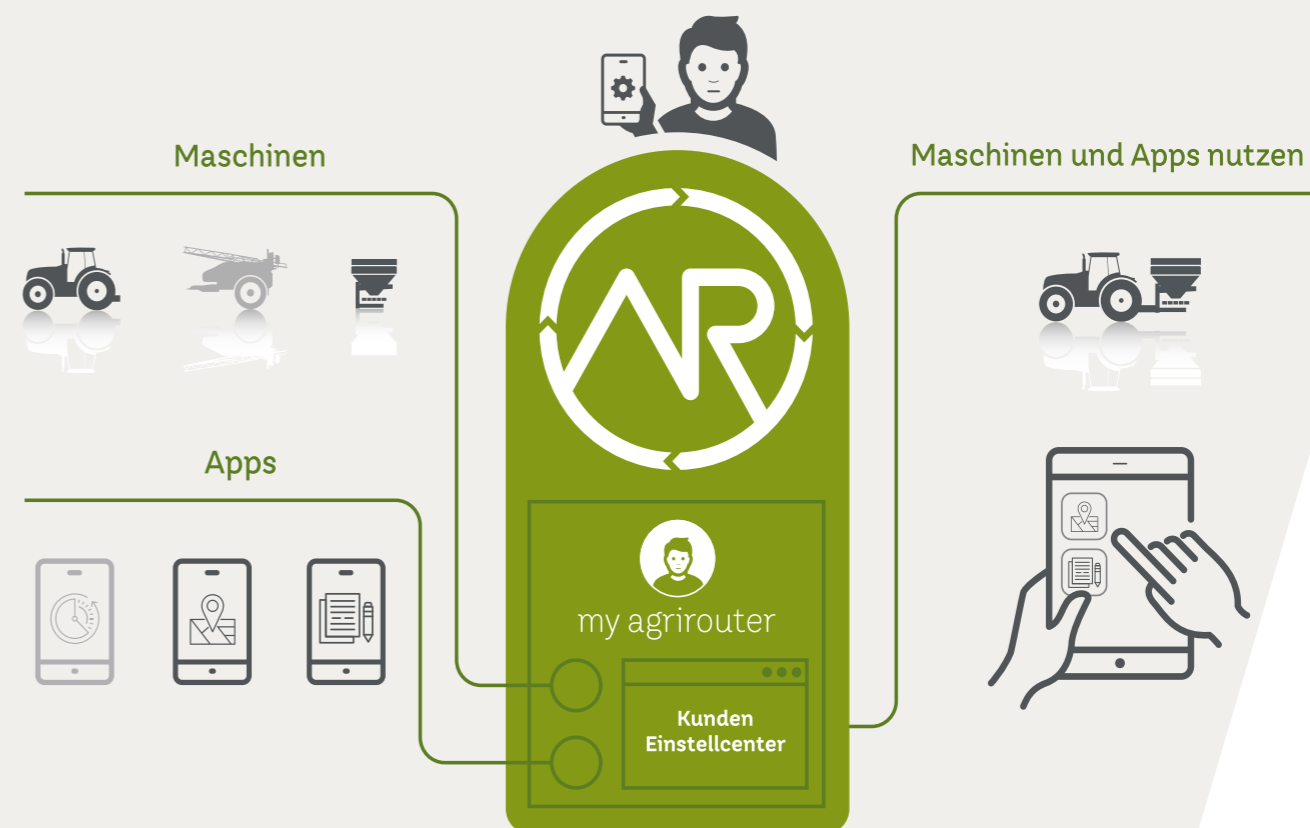 Maschinen
Maschinen und Apps nutzen
AR
Apps
my agrirouter
Kunden
Einstellcenter